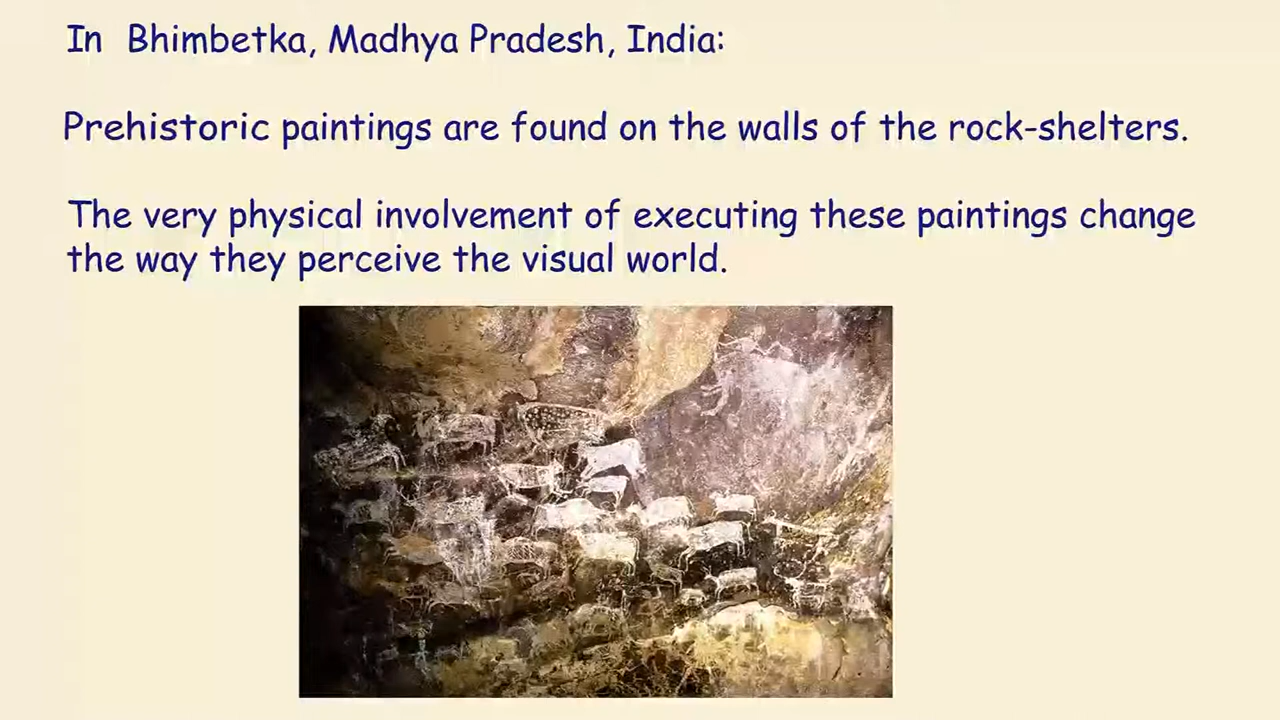 In Bhimbetka, Madhya Pradesh, India:
Prehistoric paintings are found on the walls of the rock-shelters.
The very physical involvement of executing these paintings change
the way they perceive the visual world.